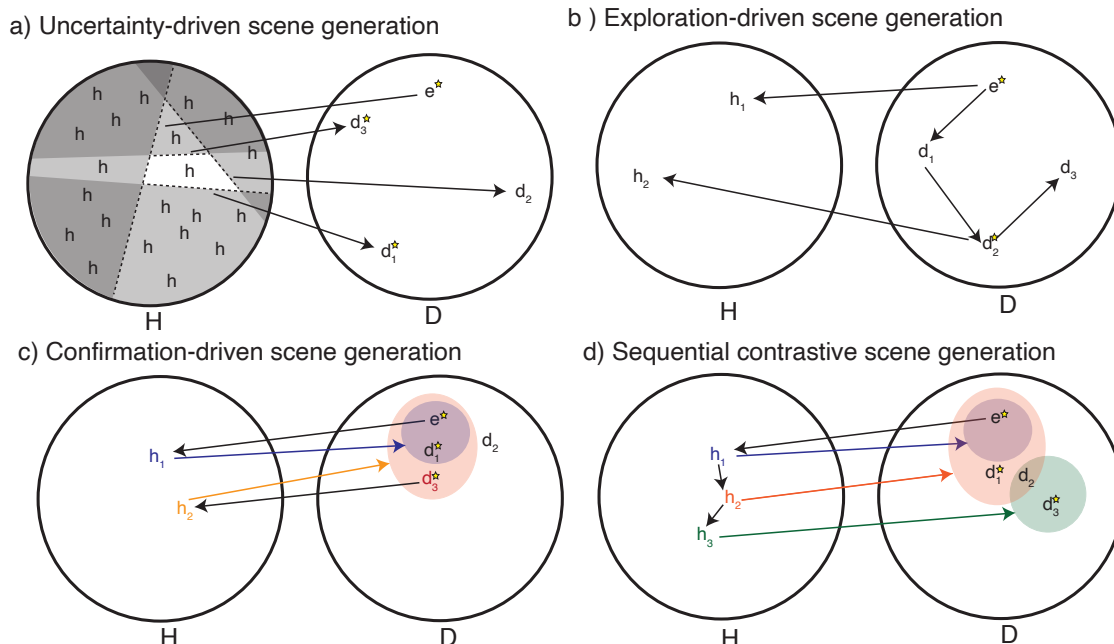 a) Uncertainty-driven scene generation
h h h h h h h h h h h h h h h h h h h h
e☆
d₃☆
d₂
d₁☆
H
D
b ) Exploration-driven scene generation
h₁
h₂
e☆
d₁
d₃
d₂☆
H
D
c) Confirmation-driven scene generation
h₁
h₂
e☆
d₁☆
d₂
d₃☆
H
D
d) Sequential contrastive scene generation
h₁
h₂
h₃
e☆
d₁☆
d₂
d₃☆
H
D